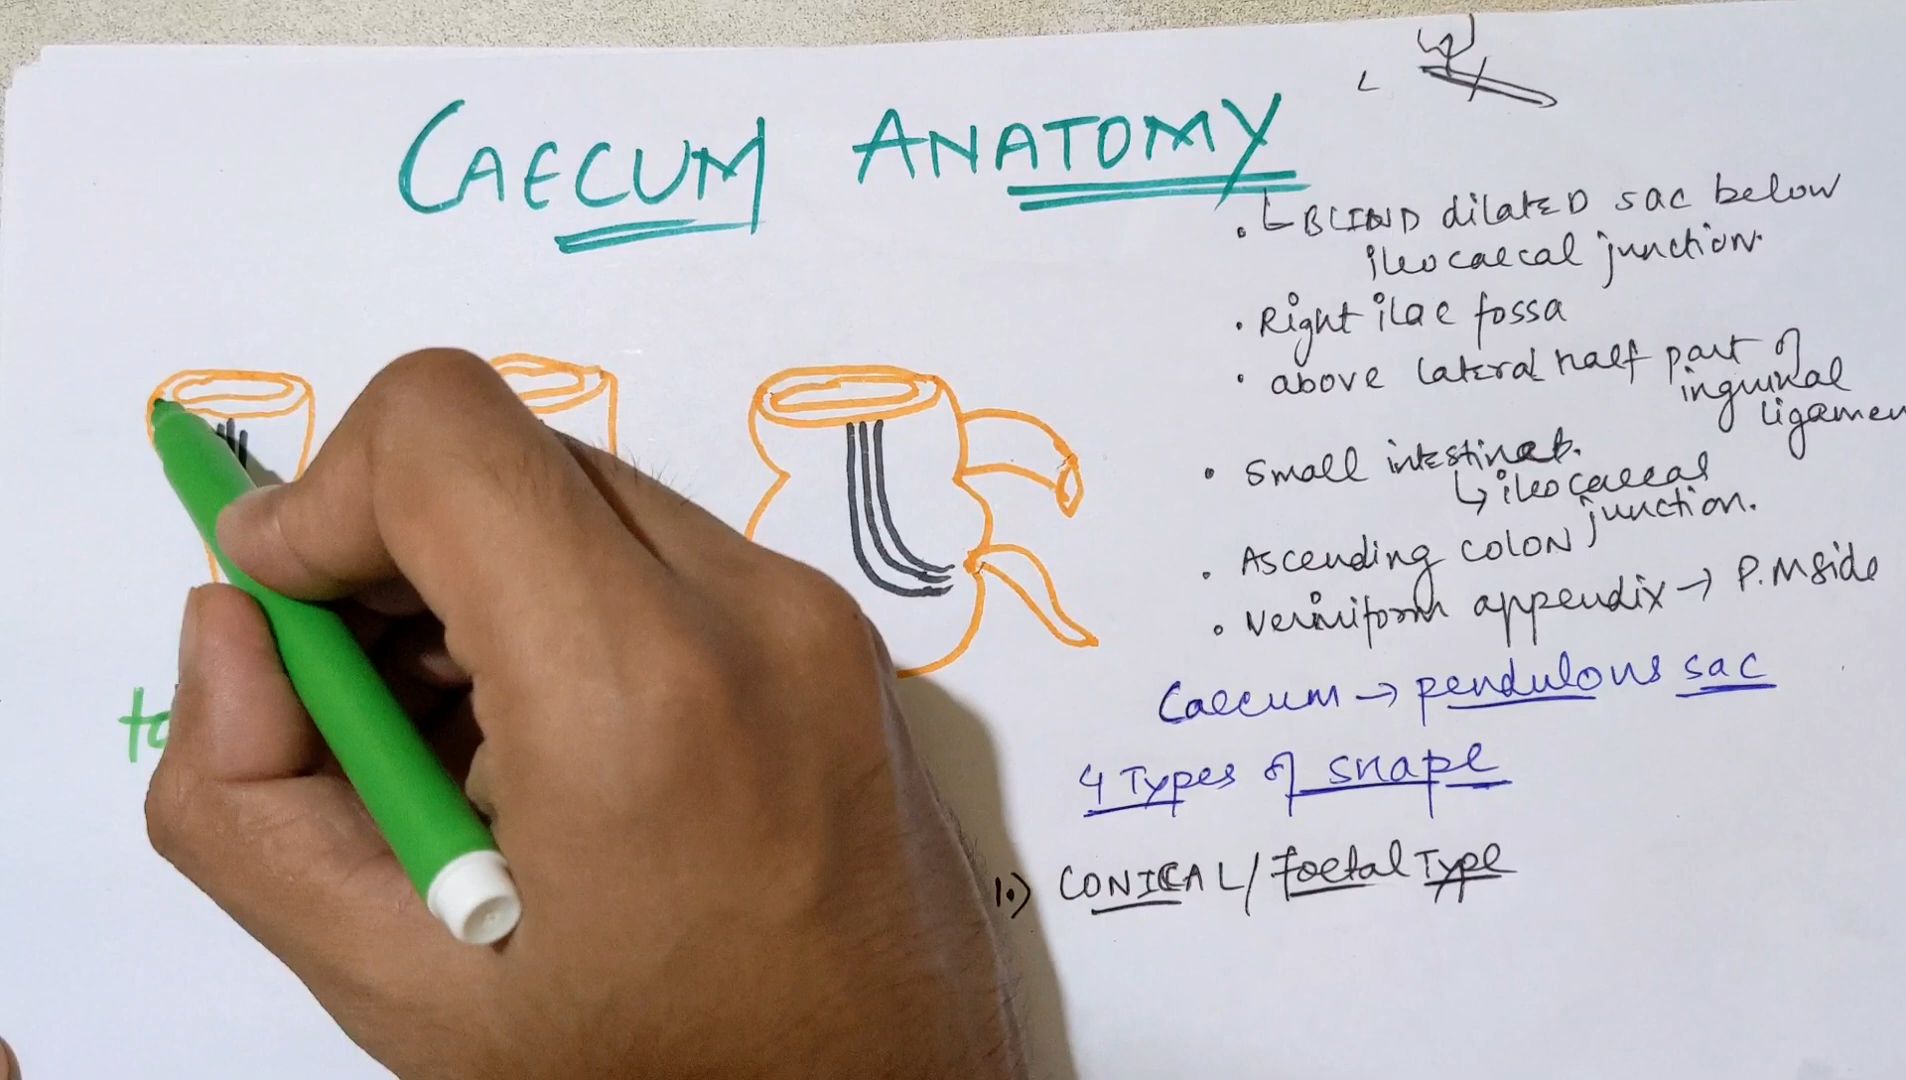 L
CAECUM ANATOMY
• BLIND dilatED sac below
ileocaecal junction.
• Right ilac fossa
• above lateral half part of
inguinal
ligamen
• Small intestine
↳ ileocaecal
junction.
• Ascending COLON
• Vermiform appendix → P.M side
Caecum → pendulous sac
4 Types of shape
1.) CONICAL/foetal Type